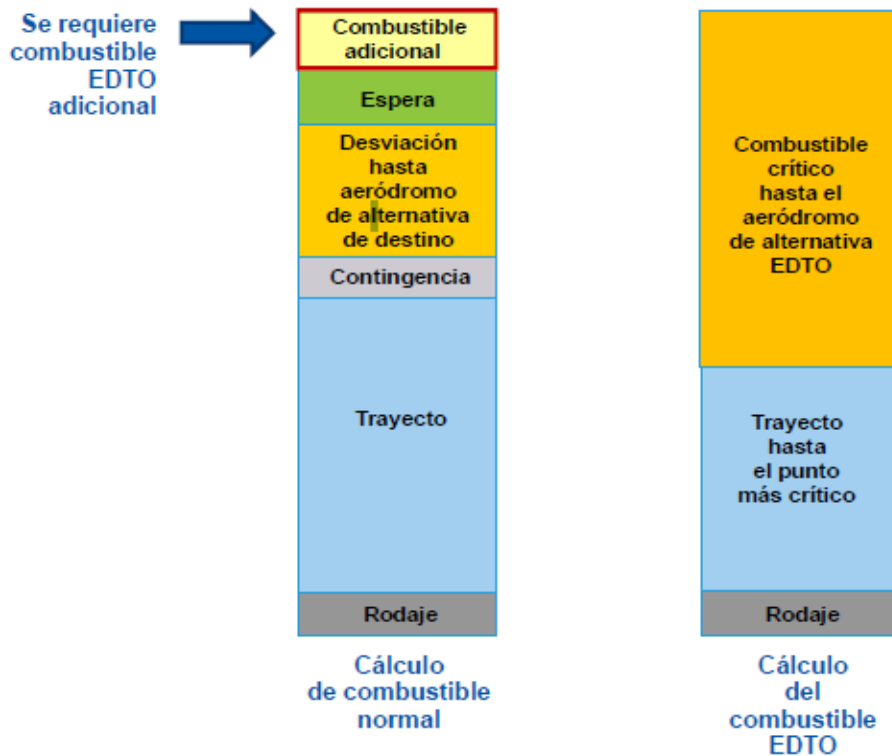 Se requiere
combustible
EDTO
adicional
Combustible
adicional
Espera
Desviación
hasta
aeródromo
de alternativa
de destino
Contingencia
Trayecto
Rodaje
Cálculo
de combustible
normal
Combustible
crítico
hasta el
aeródromo
de alternativa
EDTO
Trayecto
hasta
el punto
más crítico
Rodaje
Cálculo
del
combustible
EDTO